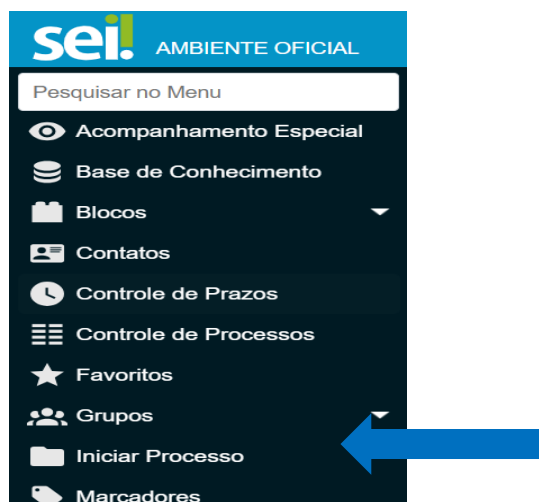 sei!
AMBIENTE OFICIAL
Pesquisar no Menu
Acompanhamento Especial
Base de Conhecimento
Blocos
Contatos
Controle de Prazos
Controle de Processos
Favoritos
Grupos
Iniciar Processo
Marcadores